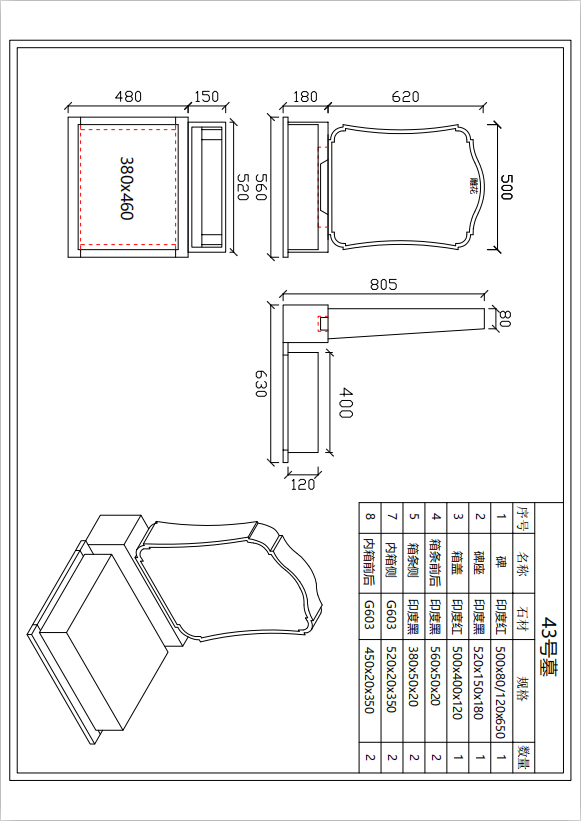 480
150
180
620
380x460
520
560
雕花
500
805
80
630
400
120
43号墓
序号 名称 石材 规格 数量
1 碑 印度红 500x80/120x650 1
2 碑座 印度黑 520x150x180 1
3 箱盖 印度红 500x400x120 1
4 箱条前后 印度黑 560x50x20 2
5 箱条侧 印度黑 380x50x20 2
7 内箱侧 G603 520x20x350 2
8 内箱前后 G603 450x20x350 2